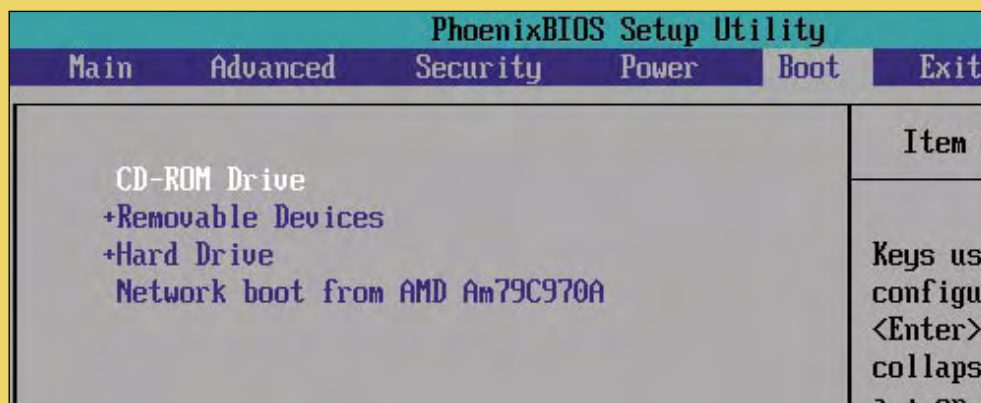 PhoenixBIOS Setup Utility
Main Advanced Security Power Boot Exit
CD-ROM Drive
+Removable Devices
+Hard Drive
Network boot from AMD Am79C970A
Item
Keys us
configu
<Enter>
collaps